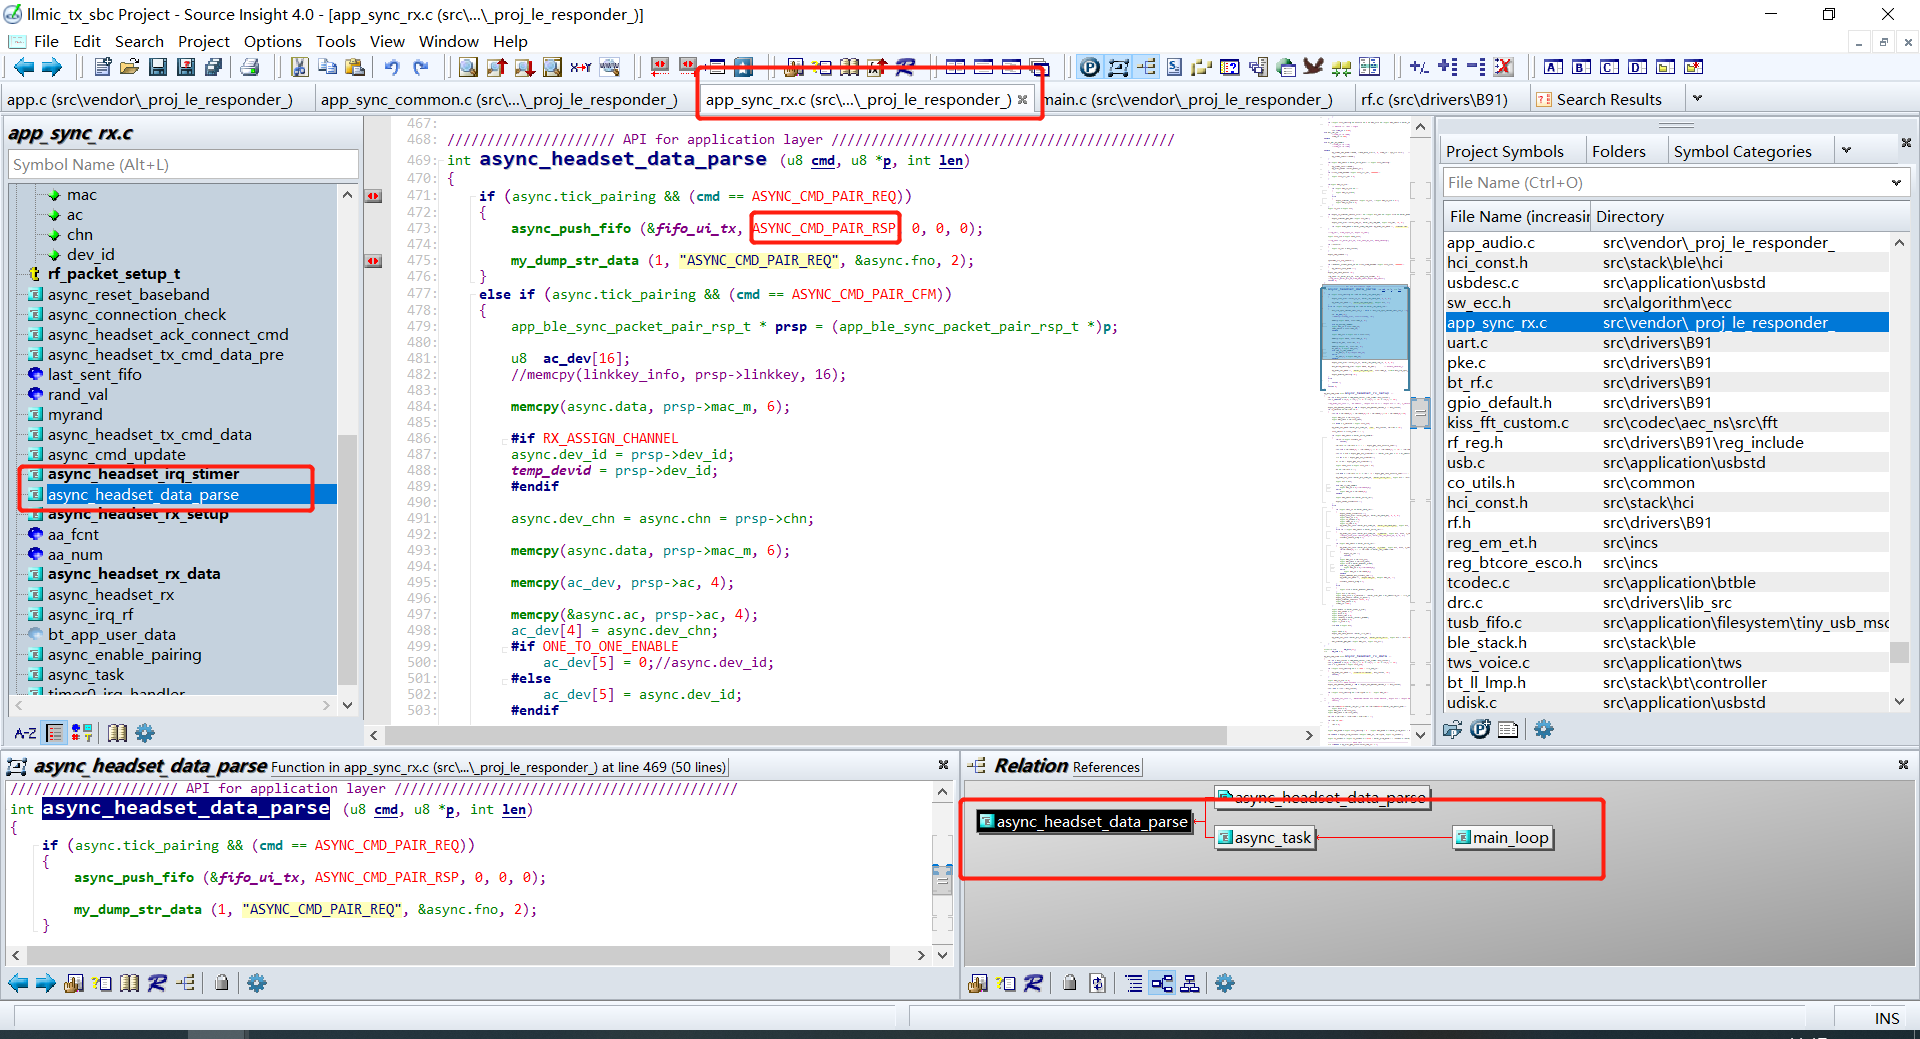 llmic_tx_sbc Project - Source Insight 4.0 - [app_sync_rx.c (src\...\_proj_le_responder_)]
File Edit Search Project Options Tools View Window Help
app.c (src\vendor\_proj_le_responder_)
app_sync_common.c (src\...\_proj_le_responder_)
app_sync_rx.c (src\...\_proj_le_responder_)
main.c (src\vendor\_proj_le_responder_)
rf.c (src\drivers\B91)
Search Results
app_sync_rx.c
Symbol Name (Alt+L)
mac
ac
chn
dev_id
rf_packet_setup_t
async_reset_baseband
async_connection_check
async_headset_ack_connect_cmd
async_headset_tx_cmd_data_pre
last_sent_fifo
rand_val
myrand
async_headset_tx_cmd_data
async_cmd_update
async_headset_irq_stimer
async_headset_data_parse
async_headset_rx_setup
aa_fcnt
aa_num
async_headset_rx_data
async_headset_rx
async_irq_rf
bt_app_user_data
async_enable_pairing
async_task
timer0_irq_handler
A-Z
467:
468: ///////////////////// API for application layer ///////////////////////////////////////////
469: int async_headset_data_parse (u8 cmd, u8 *p, int len)
470: {
471: if (async.tick_pairing && (cmd == ASYNC_CMD_PAIR_REQ))
472: {
473: async_push_fifo (&fifo_ui_tx, ASYNC_CMD_PAIR_RSP, 0, 0, 0);
474:
475: my_dump_str_data (1, "ASYNC_CMD_PAIR_REQ", &async.fno, 2);
476: }
477: else if (async.tick_pairing && (cmd == ASYNC_CMD_PAIR_CFM))
478: {
479: app_ble_sync_packet_pair_rsp_t * prsp = (app_ble_sync_packet_pair_rsp_t *)p;
480:
481: u8 ac_dev[16];
482: //memcpy(linkkey_info, prsp->linkkey, 16);
483:
484: memcpy(async.data, prsp->mac_m, 6);
485:
486: #if RX_ASSIGN_CHANNEL
487: async.dev_id = prsp->dev_id;
488: temp_devid = prsp->dev_id;
489: #endif
490:
491: async.dev_chn = async.chn = prsp->chn;
492:
493: memcpy(async.data, prsp->mac_m, 6);
494:
495: memcpy(ac_dev, prsp->ac, 4);
496:
497: memcpy(&async.ac, prsp->ac, 4);
498: ac_dev[4] = async.dev_chn;
499: #if ONE_TO_ONE_ENABLE
500: ac_dev[5] = 0;//async.dev_id;
501: #else
502: ac_dev[5] = async.dev_id;
503: #endif
Project Symbols Folders Symbol Categories
File Name (Ctrl+O)
File Name (increasir Directory
app_audio.c src\vendor\_proj_le_responder_
hci_const.h src\stack\ble\hci
usbdesc.c src\application\usbstd
sw_ecc.h src\algorithm\ecc
app_sync_rx.c src\vendor\_proj_le_responder_
uart.c src\drivers\B91
pke.c src\drivers\B91
bt_rf.c src\drivers\B91
gpio_default.h src\drivers\B91
kiss_fft_custom.c src\codec\aec_ns\src\fft
rf_reg.h src\drivers\B91\reg_include
usb.c src\application\usbstd
co_utils.h src\common
hci_const.h src\stack\hci
rf.h src\drivers\B91
reg_em_et.h src\incs
reg_btcore_esco.h src\incs
tcodec.c src\application\btble
drc.c src\drivers\lib_src
tusb_fifo.c src\application\filesystem\tiny_usb_msc
ble_stack.h src\stack\ble
tws_voice.c src\application\tws
bt_ll_lmp.h src\stack\bt\controller
udisk.c src\application\usbstd
async_headset_data_parse Function in app_sync_rx.c (src\...\_proj_le_responder_) at line 469 (50 lines)
///////////////////// API for application layer ///////////////////////////////////////////
int async_headset_data_parse (u8 cmd, u8 *p, int len)
{
if (async.tick_pairing && (cmd == ASYNC_CMD_PAIR_REQ))
{
async_push_fifo (&fifo_ui_tx, ASYNC_CMD_PAIR_RSP, 0, 0, 0);
my_dump_str_data (1, "ASYNC_CMD_PAIR_REQ", &async.fno, 2);
}
Relation References
async_headset_data_parse
async_headset_data_parse
async_task
main_loop
INS